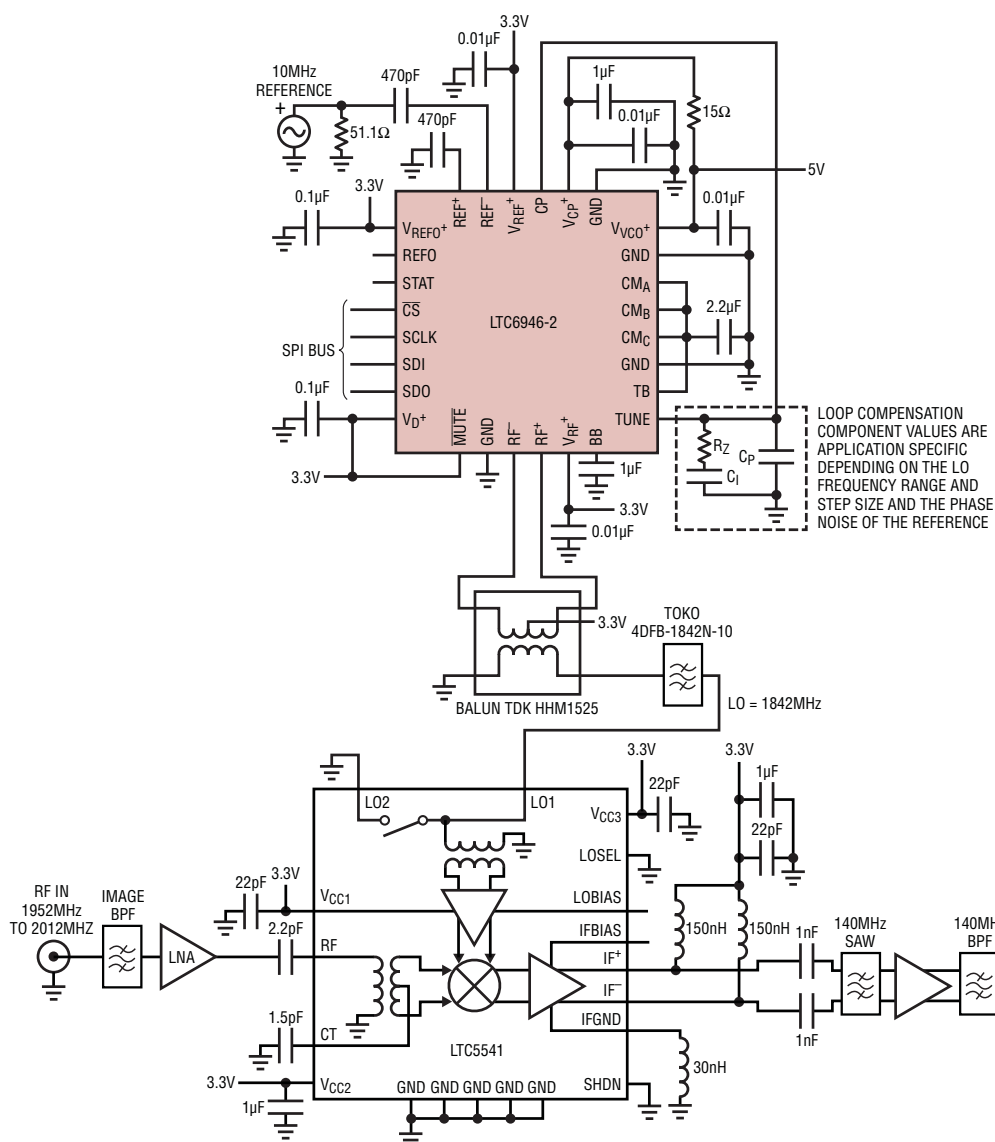 3.3V
0.01µF
10MHz
REFERENCE
+
470pF
1µF
0.01µF
15Ω
51.1Ω
470pF
5V
0.1µF
3.3V
0.01µF
REF+
REF−
VREF+
CP
VCP+
GND
VREFO+
VVCO+
REFO
GND
STAT
CMA
CS
CMB
2.2µF
SCLK
LTC6946-2
CMC
SPI BUS
SDI
GND
SDO
TB
0.1µF
VD+
TUNE
MUTE
GND
RF−
RF+
VRF+
BB
3.3V
1µF
3.3V
0.01µF
RZ
CI
CP
LOOP COMPENSATION
COMPONENT VALUES ARE
APPLICATION SPECIFIC
DEPENDING ON THE LO
FREQUENCY RANGE AND
STEP SIZE AND THE PHASE
NOISE OF THE REFERENCE
3.3V
TOKO
4DFB-1842N-10
BALUN TDK HHM1525
LO = 1842MHz
3.3V
3.3V
LO2
LO1
22pF
1µF
VCC3
22pF
LOSEL
RF IN
1952MHz
TO 2012MHZ
IMAGE
BPF
22pF
3.3V
VCC1
LOBIAS
LNA
2.2pF
RF
IFBIAS
150nH
150nH
1nF
140MHz
SAW
140MH
BPF
IF+
IF−
1.5pF
CT
IFGND
1nF
LTC5541
30nH
3.3V
VCC2
GND GND GND GND GND
SHDN
1µF